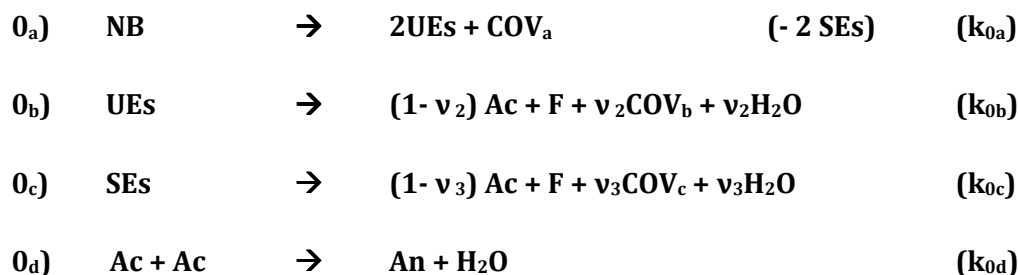 0ₐ) NB → 2UEs + COVₐ (- 2 SEs) (k₀ₐ)
0b) UEs → (1- ν₂) Ac + F + ν₂COVb + ν₂H₂O (k₀b)
0c) SEs → (1- ν₃) Ac + F + ν₃COVc + ν₃H₂O (k₀c)
0d) Ac + Ac → An + H₂O (k₀d)